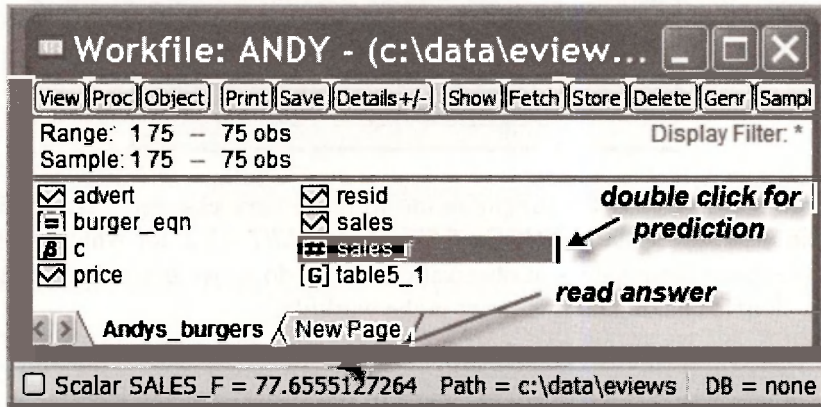 Workfile: ANDY - (c:\data\eview...
View Proc Object Print Save Details+/- Show Fetch Store Delete Genr Sampl
Range: 1 75 – 75 obs Display Filter: *
Sample: 1 75 – 75 obs
advert
burger_eqn
c
price
resid
sales
sales_f
table5_1
double click for
prediction
read answer
Andys_burgers New Page
Scalar SALES_F = 77.6555127264 Path = c:\data\eviews DB = none